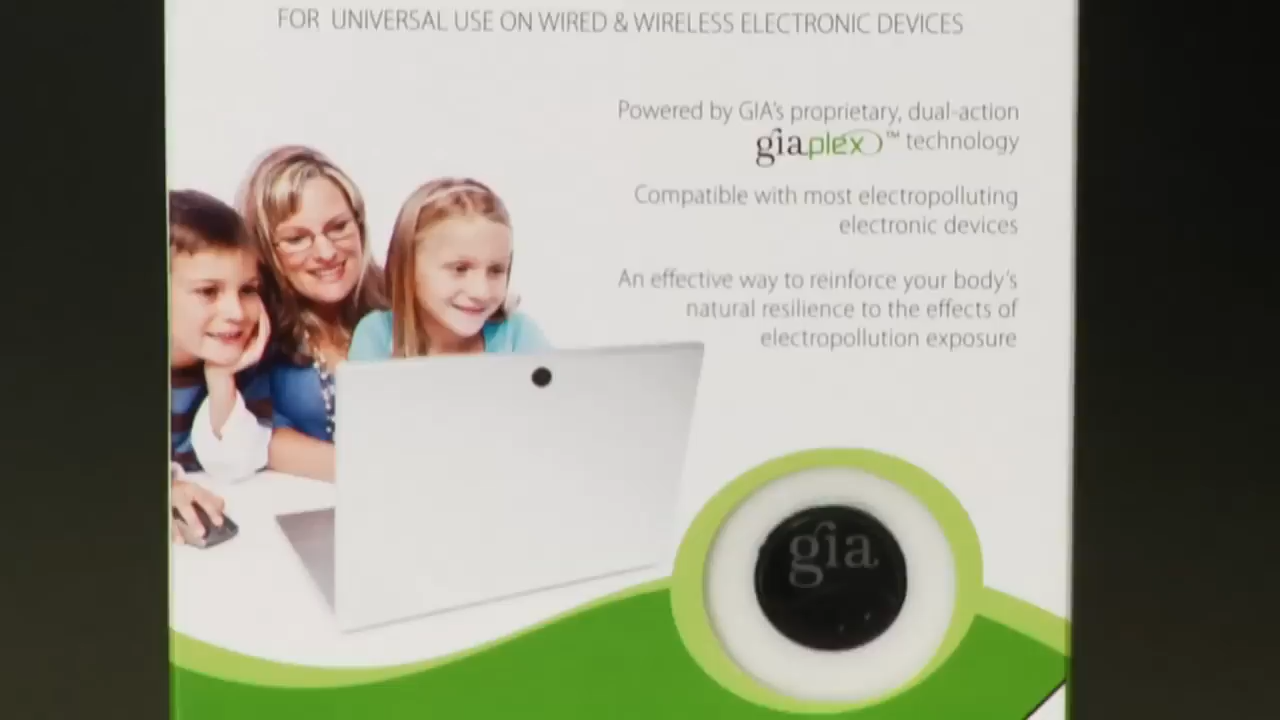 FOR UNIVERSAL USE ON WIRED & WIRELESS ELECTRONIC DEVICES
Powered by GIA's proprietary, dual-action
giaplex™ technology
Compatible with most electropolluting
electronic devices
An effective way to reinforce your body's
natural resilience to the effects of
electropollution exposure
gia